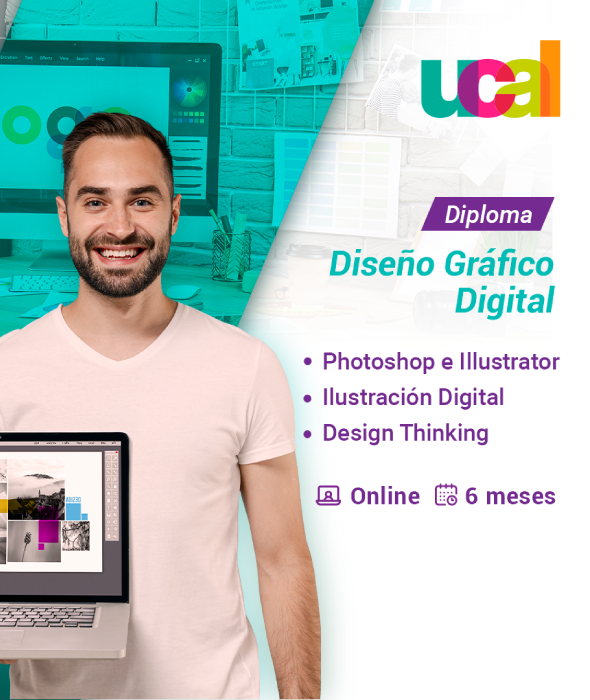 ucal
Diploma
Diseño Gráfico
Digital
• Photoshop e Illustrator
• Ilustración Digital
• Design Thinking
Online 6 meses